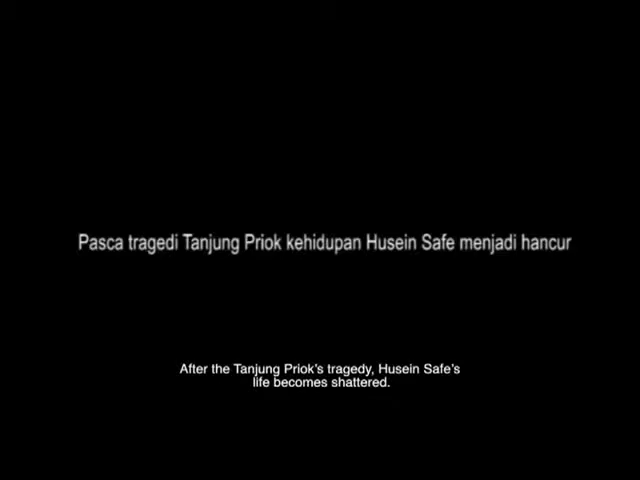 Pasca tragedi Tanjung Priok kehidupan Husein Safe menjadi hancur
After the Tanjung Priok's tragedy, Husein Safe's
life becomes shattered.